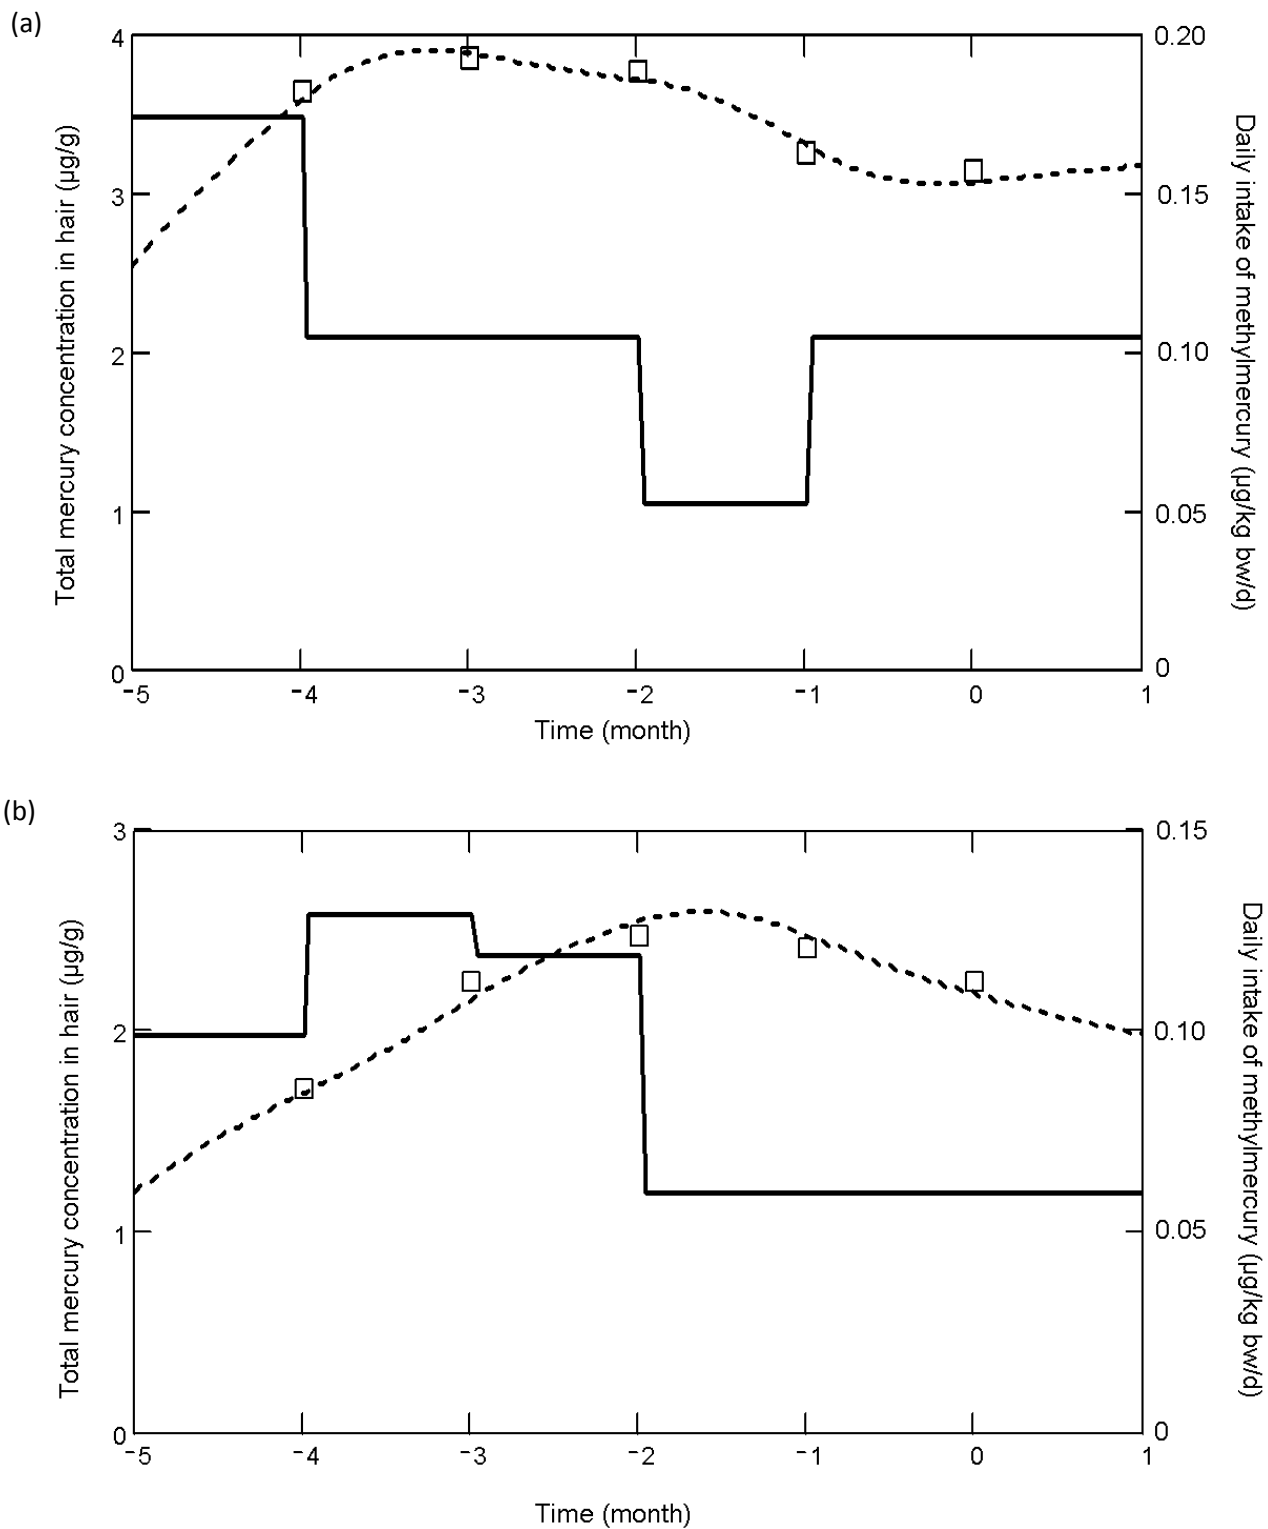 (a)
4
3
2
1
0
Total mercury concentration in hair (µg/g)
0.20
0.15
0.10
0.05
0
Daily intake of methylmercury (µg/kg bw/d)
−5 −4 −3 −2 −1 0 1
Time (month)
(b)
3
2
1
0
Total mercury concentration in hair (µg/g)
0.15
0.10
0.05
0
Daily intake of methylmercury (µg/kg bw/d)
−5 −4 −3 −2 −1 0 1
Time (month)